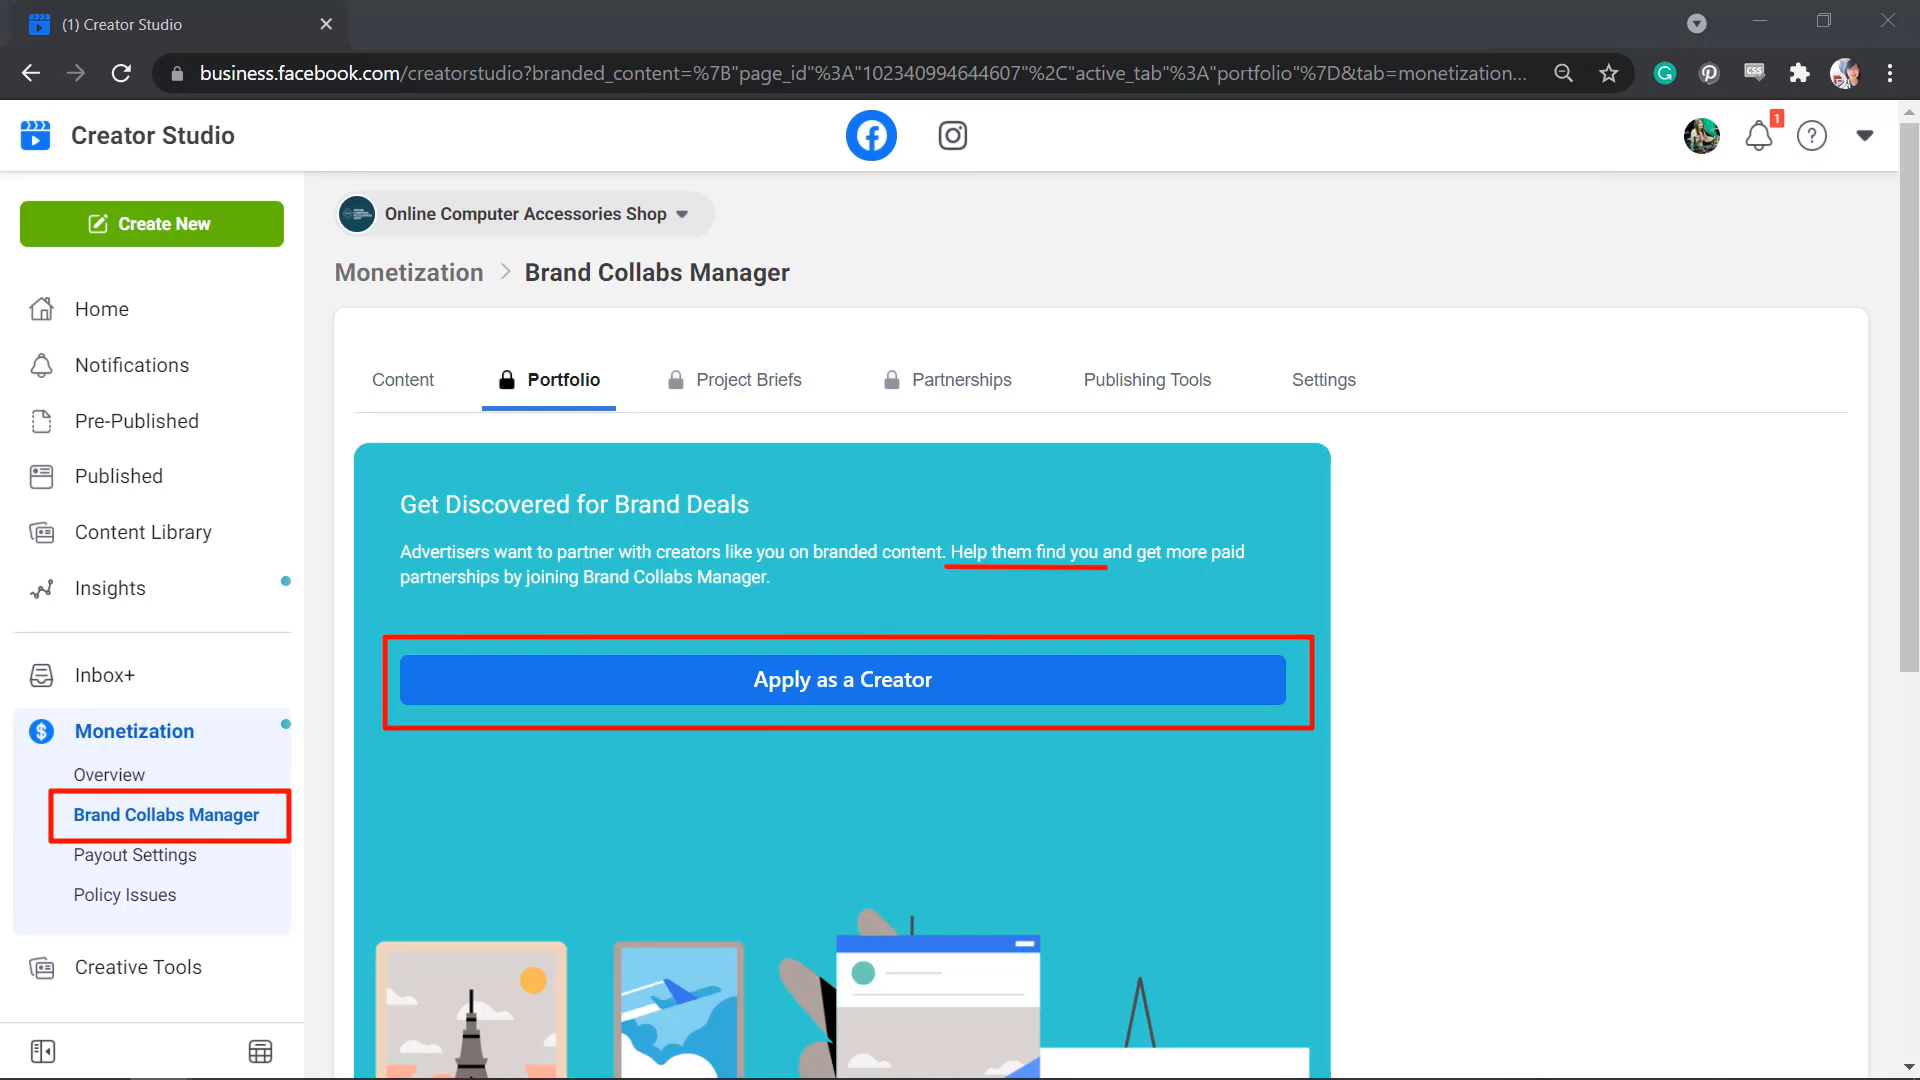 (1) Creator Studio
business.facebook.com/creatorstudio?branded_content=%7B"page_id"%3A"102340994644607"%2C"active_tab"%3A"portfolio"%7D&tab=monetization...
CSS
Creator Studio
1
Create New
Online Computer Accessories Shop
Monetization > Brand Collabs Manager
Home
Notifications
Pre-Published
Published
Content Library
Insights
Inbox+
Monetization
Overview
Brand Collabs Manager
Payout Settings
Policy Issues
Creative Tools
Content Portfolio Project Briefs Partnerships Publishing Tools Settings
Get Discovered for Brand Deals
Advertisers want to partner with creators like you on branded content. Help them find you and get more paid
partnerships by joining Brand Collabs Manager.
Apply as a Creator